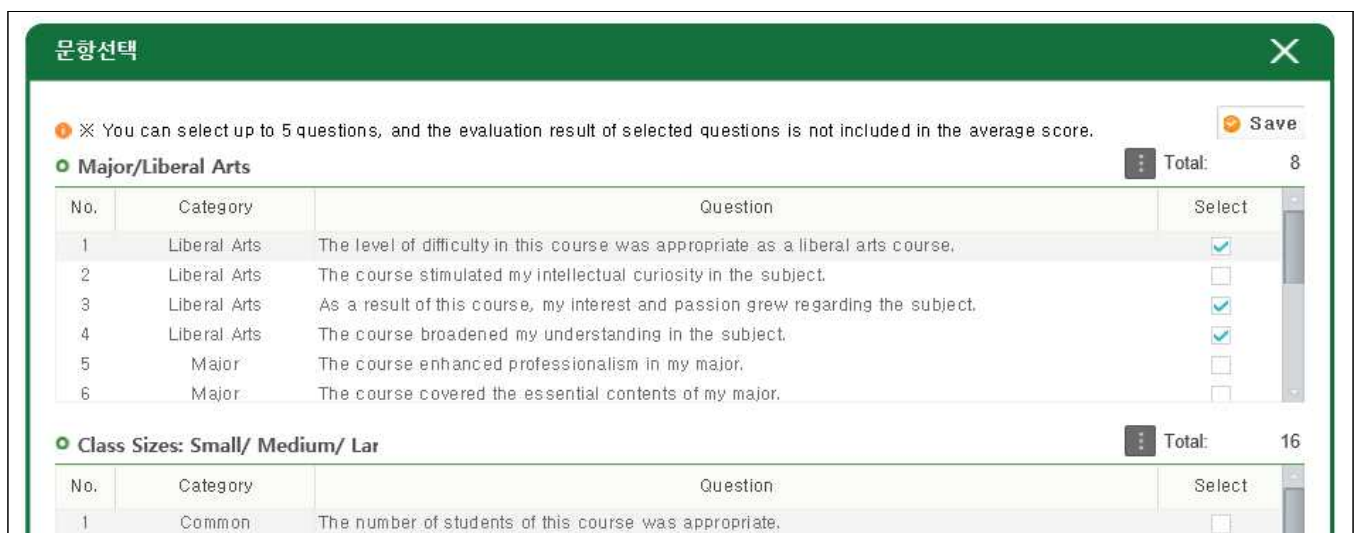 문항선택
※ You can select up to 5 questions, and the evaluation result of selected questions is not included in the average score.
Save
Major/Liberal Arts
Total: 8
No. Category Question Select
1 Liberal Arts The level of difficulty in this course was appropriate as a liberal arts course.
2 Liberal Arts The course stimulated my intellectual curiosity in the subject.
3 Liberal Arts As a result of this course, my interest and passion grew regarding the subject.
4 Liberal Arts The course broadened my understanding in the subject.
5 Major The course enhanced professionalism in my major.
6 Major The course covered the essential contents of my major.
Class Sizes: Small/ Medium/ Lar
Total: 16
No. Category Question Select
1 Common The number of students of this course was appropriate.